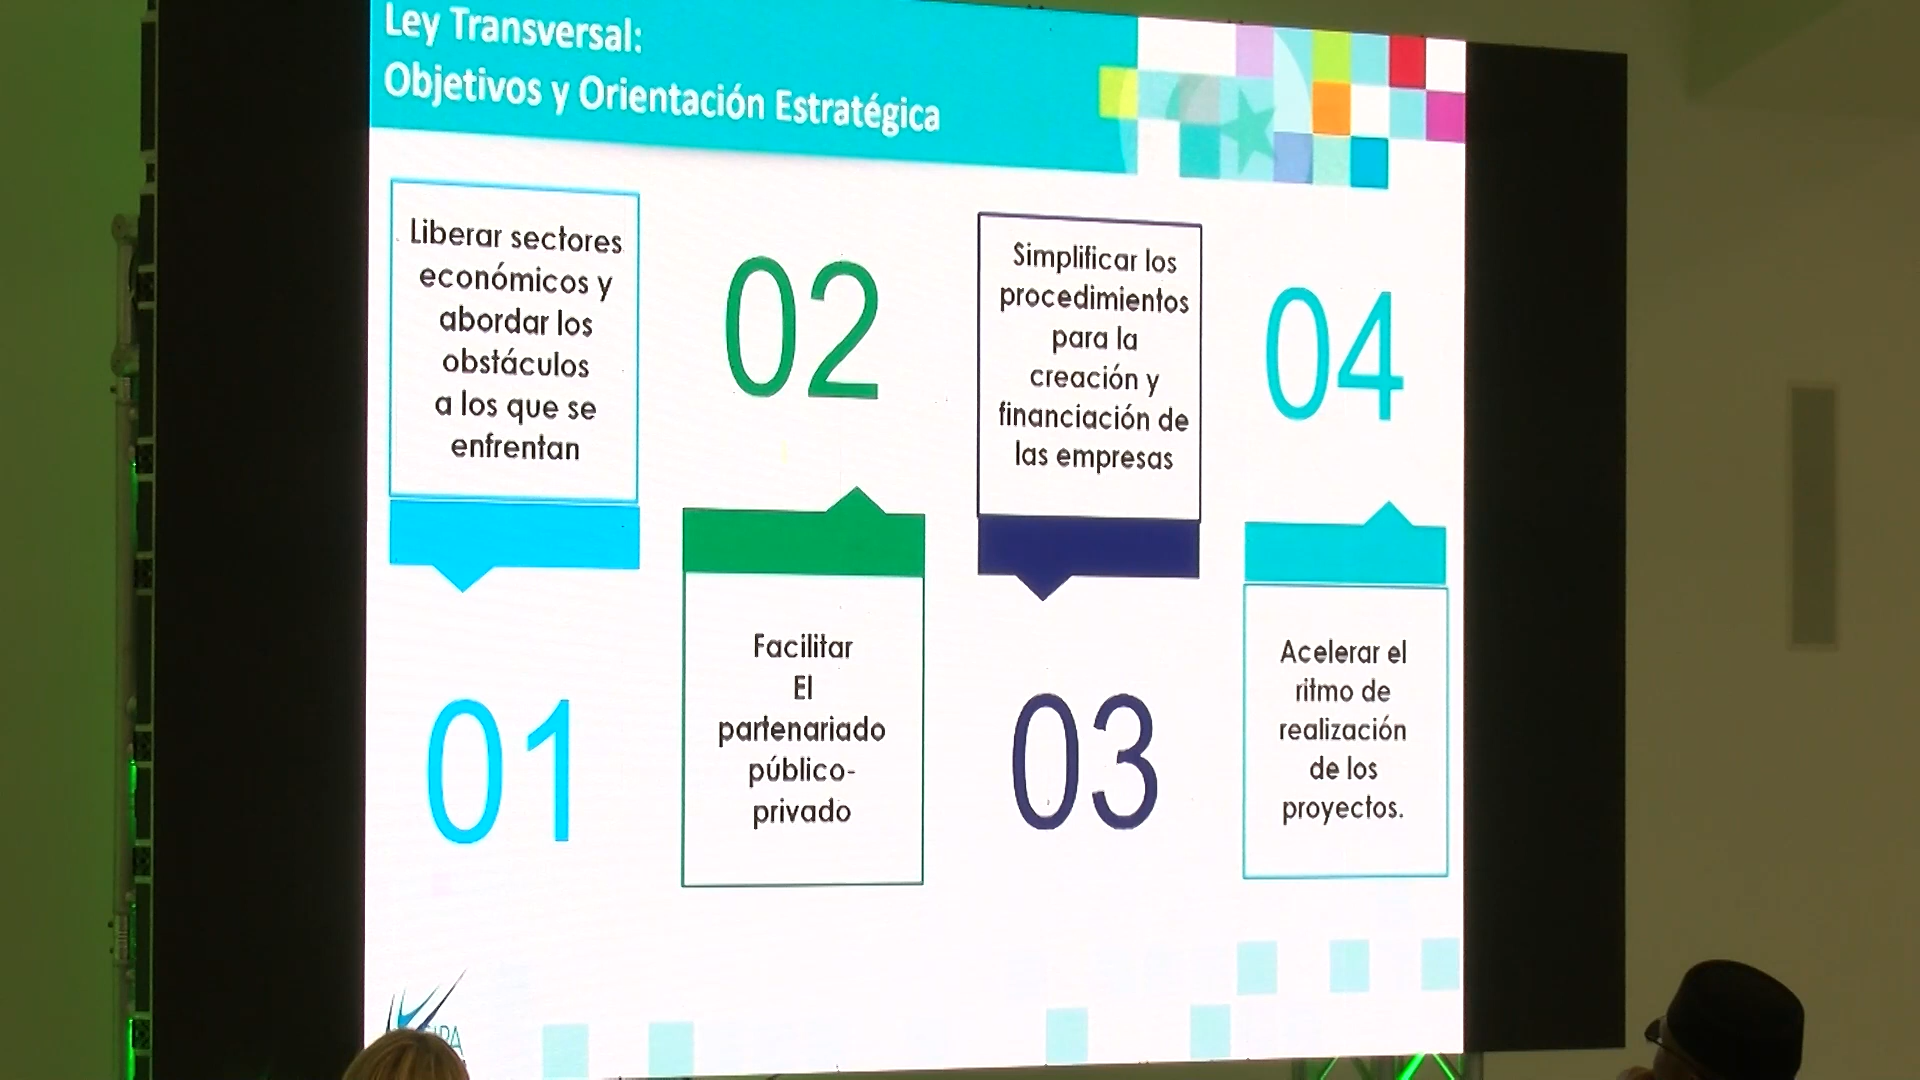 Ley Transversal:
Objetivos y Orientación Estratégica
Liberar sectores
económicos y
abordar los
obstáculos
a los que se
enfrentan
01
02
Facilitar
El
partenariado
público-
privado
Simplificar los
procedimientos
para la
creación y
financiación de
las empresas
03
04
Acelerar el
ritmo de
realización
de los
proyectos.